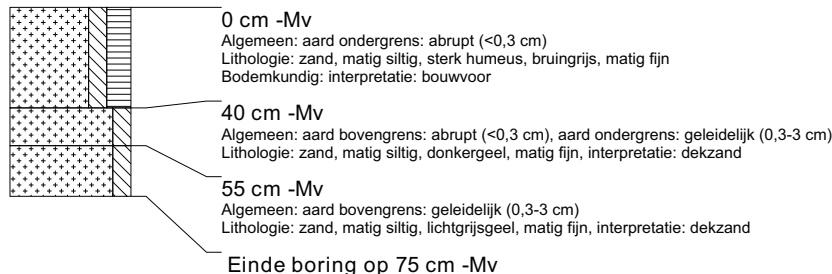 0 cm -Mv
Algemeen: aard ondergrens: abrupt (<0,3 cm)
Lithologie: zand, matig siltig, sterk humeus, bruingrijs, matig fijn
Bodemkundig: interpretatie: bouwvoor
40 cm -Mv
Algemeen: aard bovengrens: abrupt (<0,3 cm), aard ondergrens: geleidelijk (0,3-3 cm)
Lithologie: zand, matig siltig, donkergeel, matig fijn, interpretatie: dekzand
55 cm -Mv
Algemeen: aard bovengrens: geleidelijk (0,3-3 cm)
Lithologie: zand, matig siltig, lichtgrijsgeel, matig fijn, interpretatie: dekzand
Einde boring op 75 cm -Mv